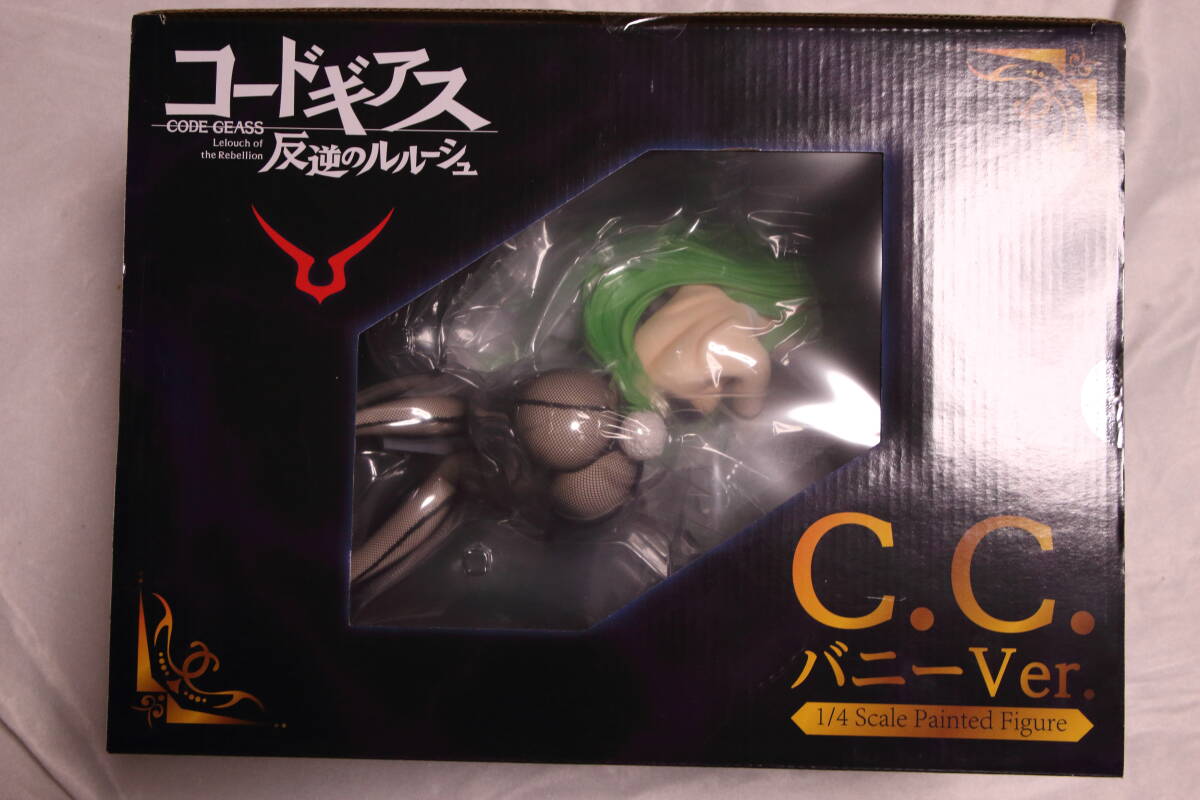 コードギアス
CODE GEASS
Lelouch of
the Rebellion
反逆のルルーシュ
C.C.
バニーVer.
1/4 Scale Painted Figure